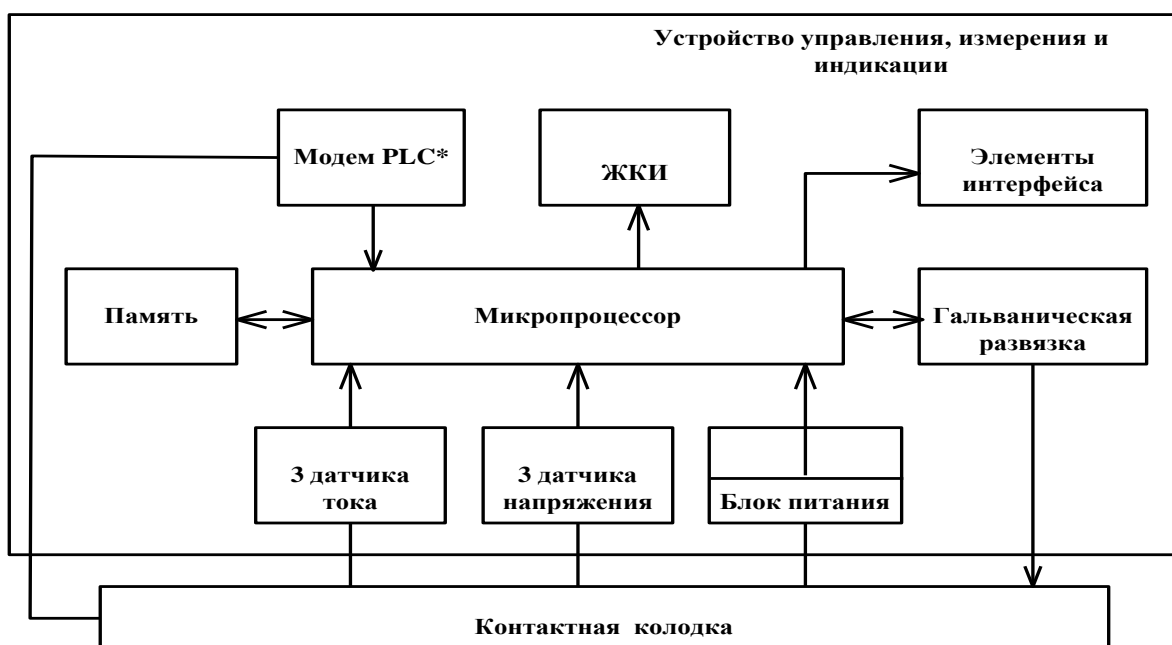 Устройство управления, измерения и
индикации
Модем PLC*
ЖКИ
Элементы
интерфейса
Память
Микропроцессор
Гальваническая
развязка
3 датчика
тока
3 датчика
напряжения
Блок питания
Контактная колодка